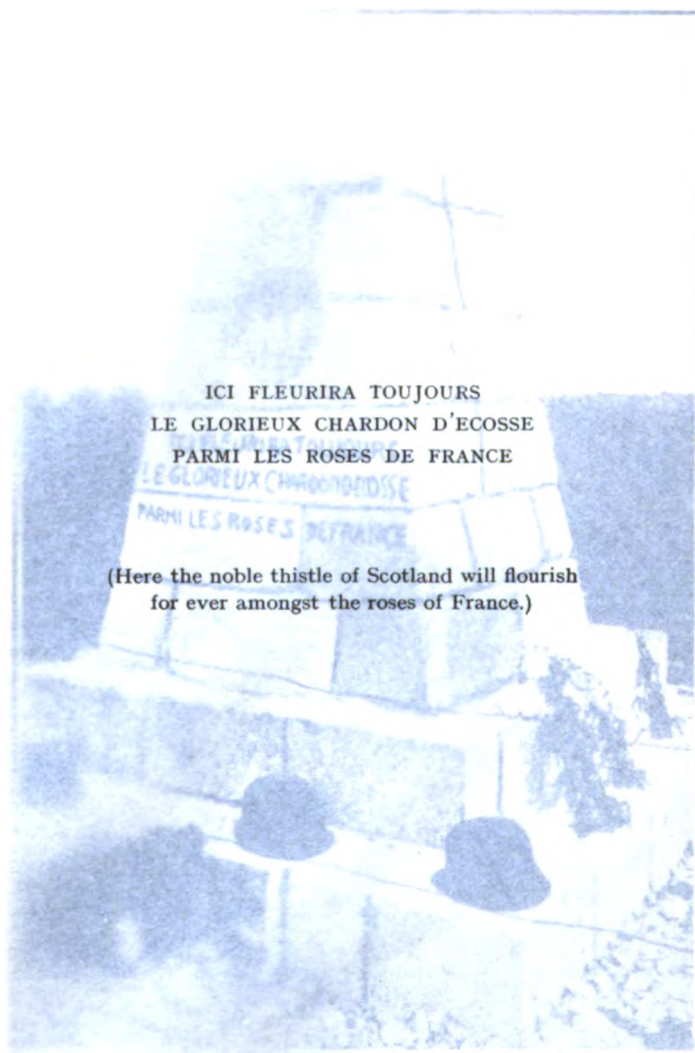 ICI FLEURIRA TOUJOURS
LE GLORIEUX CHARDON D'ECOSSE
PARMI LES ROSES DE FRANCE
LE GLORIEUX CHARDON D'ECOSSE
PARMI LES ROSES DE FRANCE
(Here the noble thistle of Scotland will flourish
for ever amongst the roses of France.)